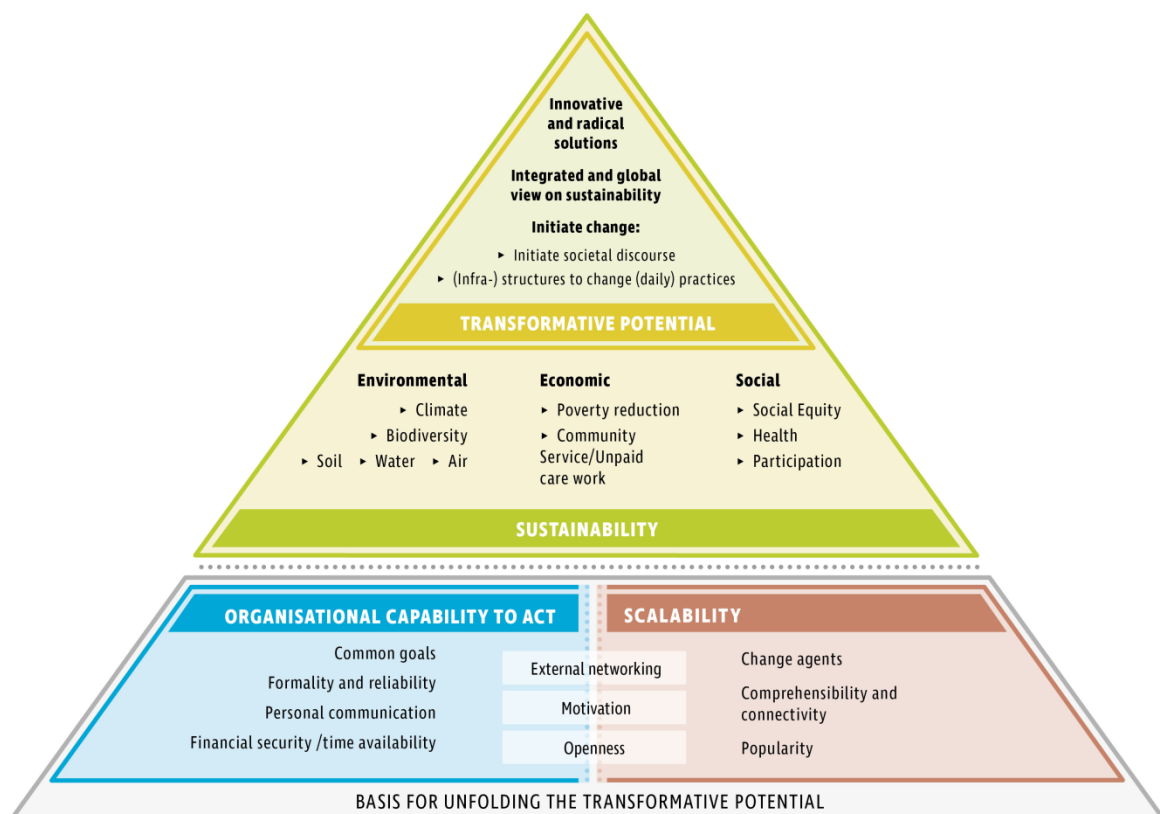 Innovative
and radical
solutions
Integrated and global
view on sustainability
Initiate change:
▸ Initiate societal discourse
▸ (Infra-) structures to change (daily) practices
TRANSFORMATIVE POTENTIAL
Environmental
▸ Climate
▸ Biodiversity
▸ Soil ▸ Water ▸ Air
Economic
▸ Poverty reduction
▸ Community
Service/Unpaid
care work
Social
▸ Social Equity
▸ Health
▸ Participation
SUSTAINABILITY
ORGANISATIONAL CAPABILITY TO ACT
Common goals
Formality and reliability
Personal communication
Financial security /time availability
External networking
Motivation
Openness
SCALABILITY
Change agents
Comprehensibility and
connectivity
Popularity
BASIS FOR UNFOLDING THE TRANSFORMATIVE POTENTIAL